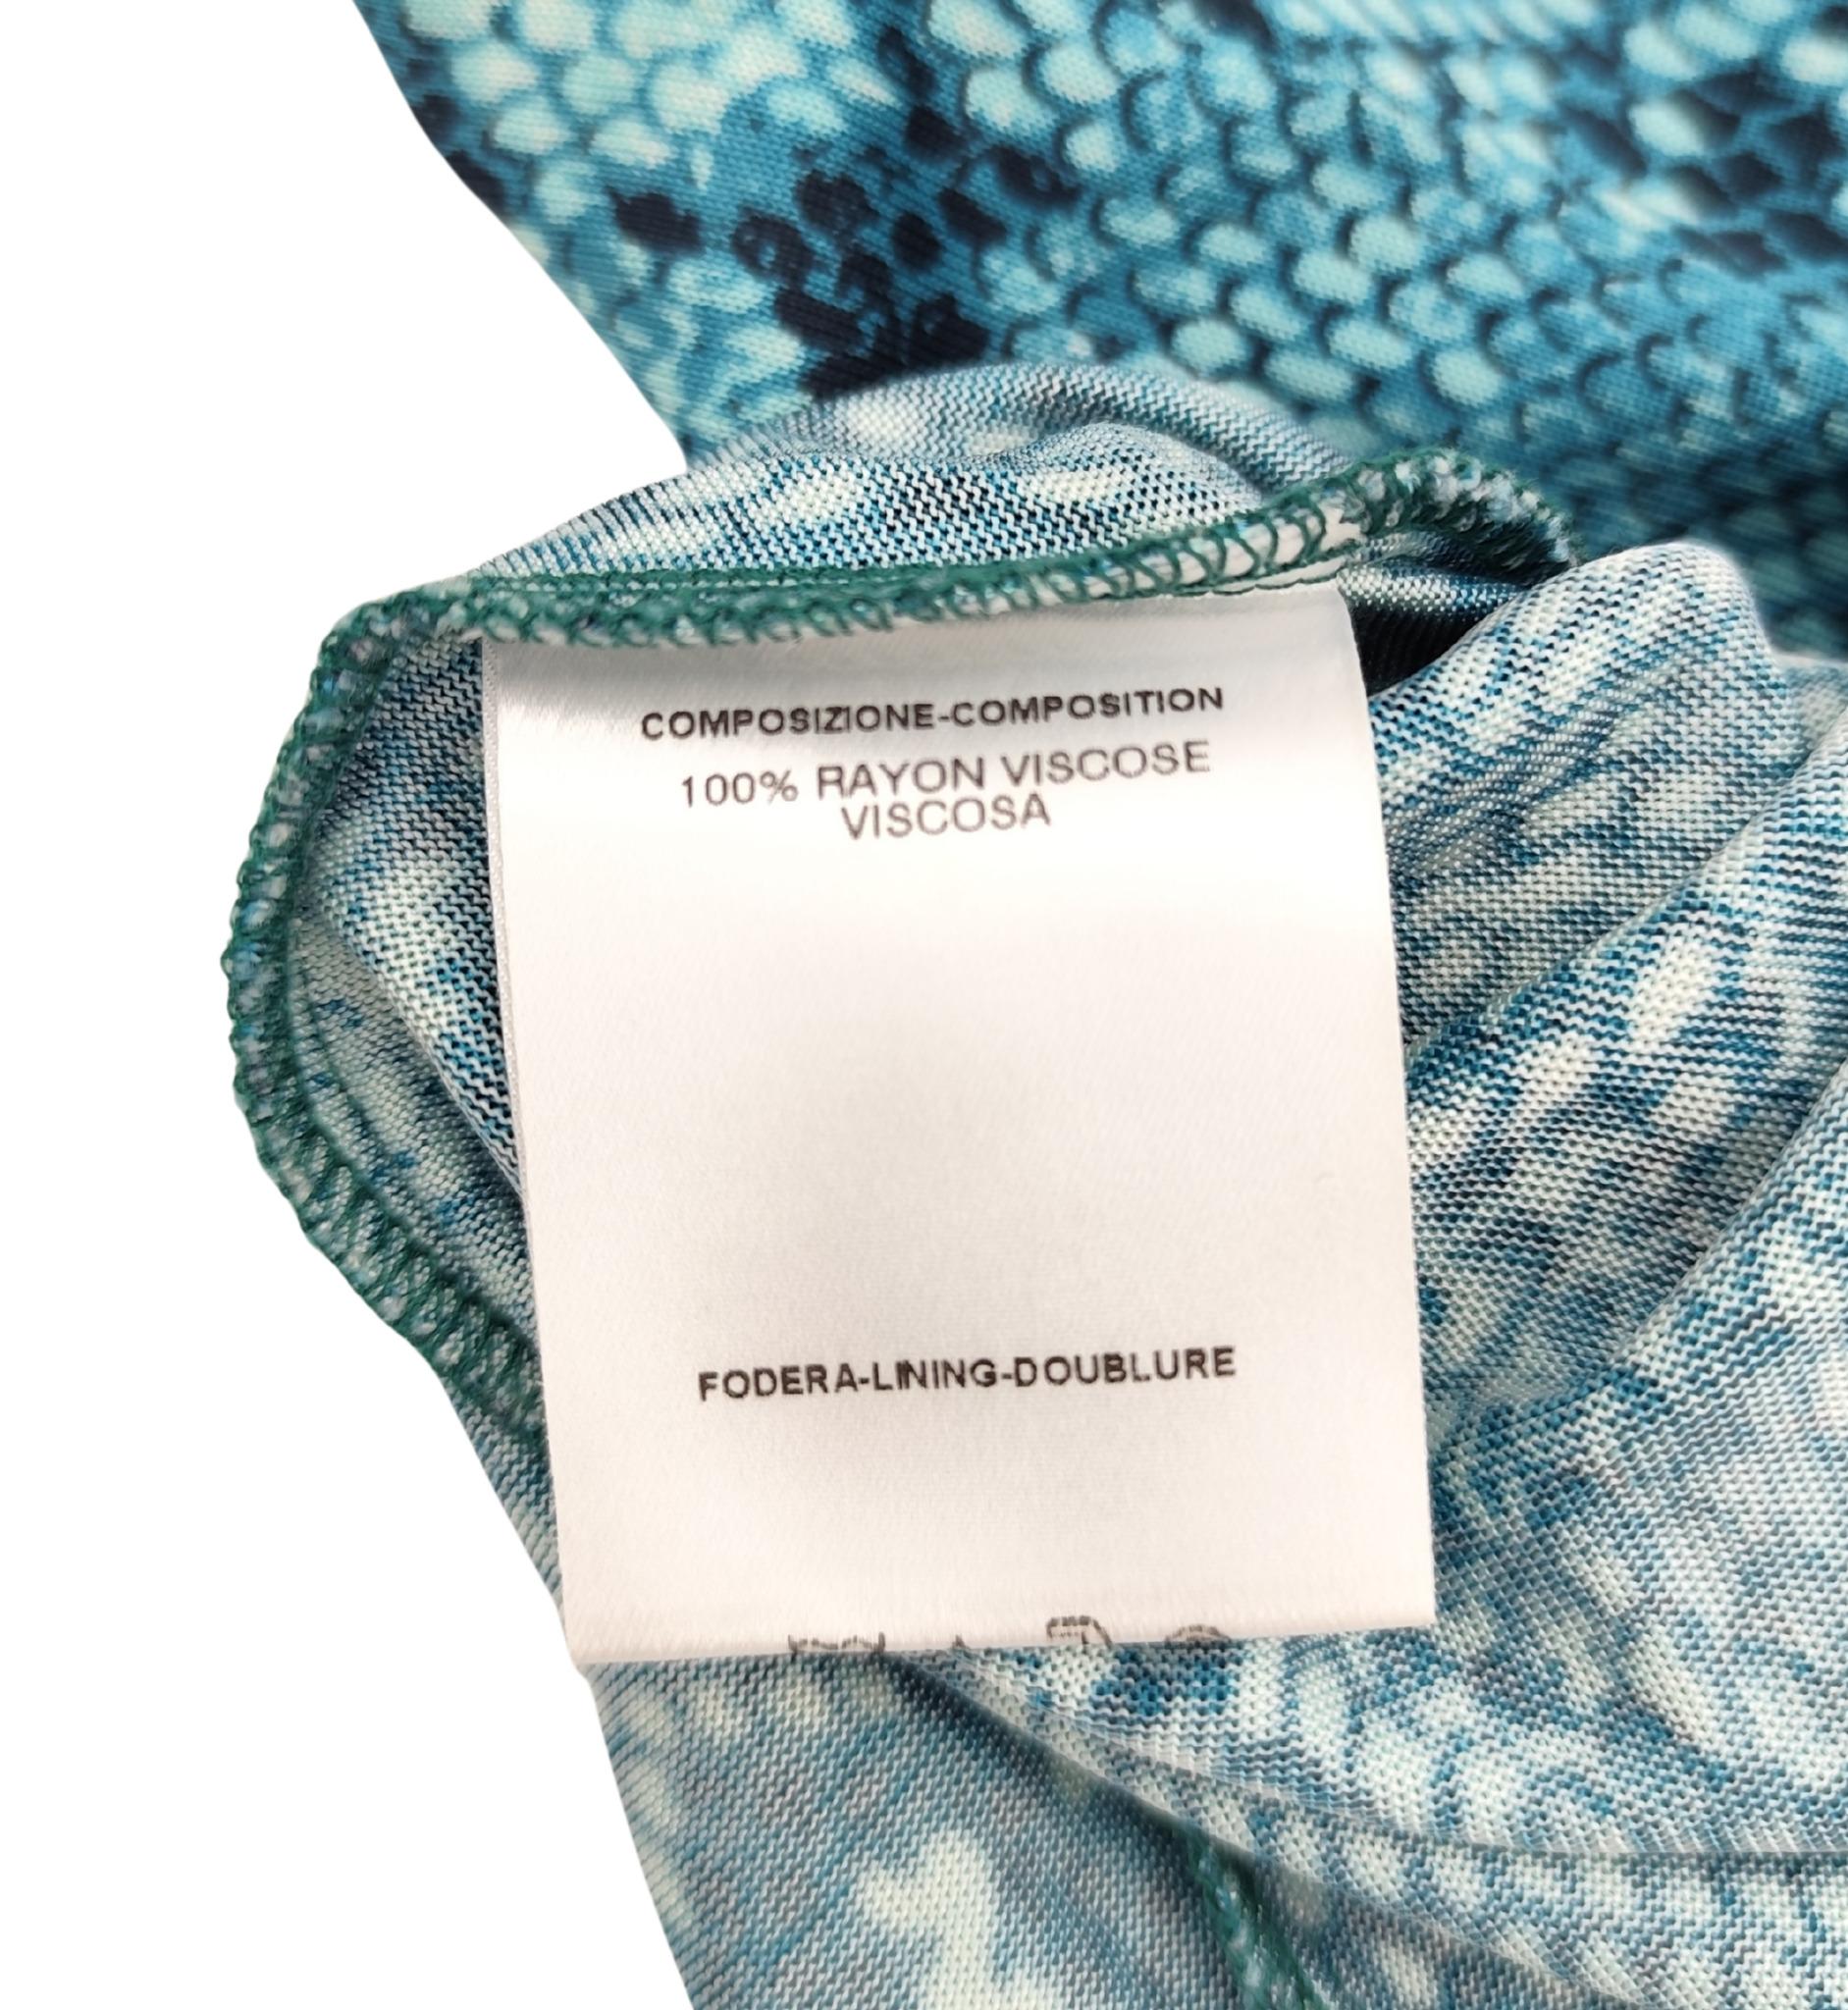 COMPOSIZIONE-COMPOSITION
100% RAYON VISCOSE
VISCOSA
FODERA-LINING-DOUBLURE